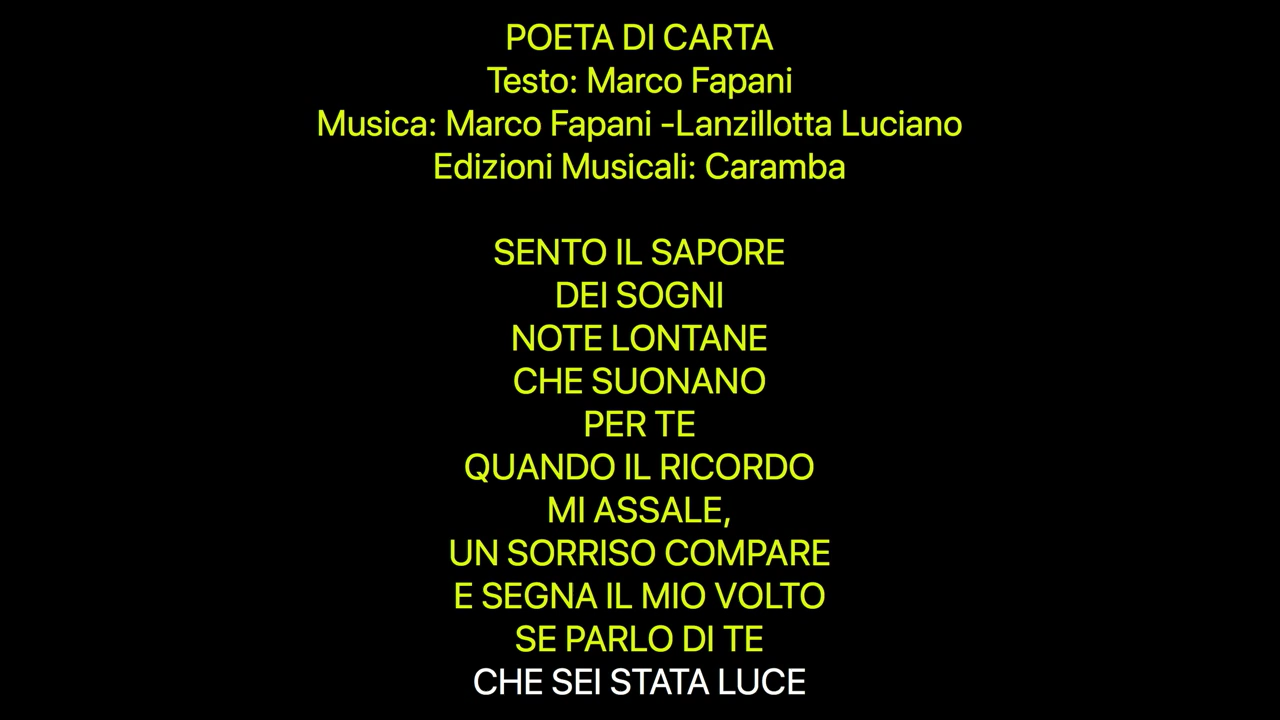 POETA DI CARTA
Testo: Marco Fapani
Musica: Marco Fapani -Lanzillotta Luciano
Edizioni Musicali: Caramba
SENTO IL SAPORE
DEI SOGNI
NOTE LONTANE
CHE SUONANO
PER TE
QUANDO IL RICORDO
MI ASSALE,
UN SORRISO COMPARE
E SEGNA IL MIO VOLTO
SE PARLO DI TE
CHE SEI STATA LUCE